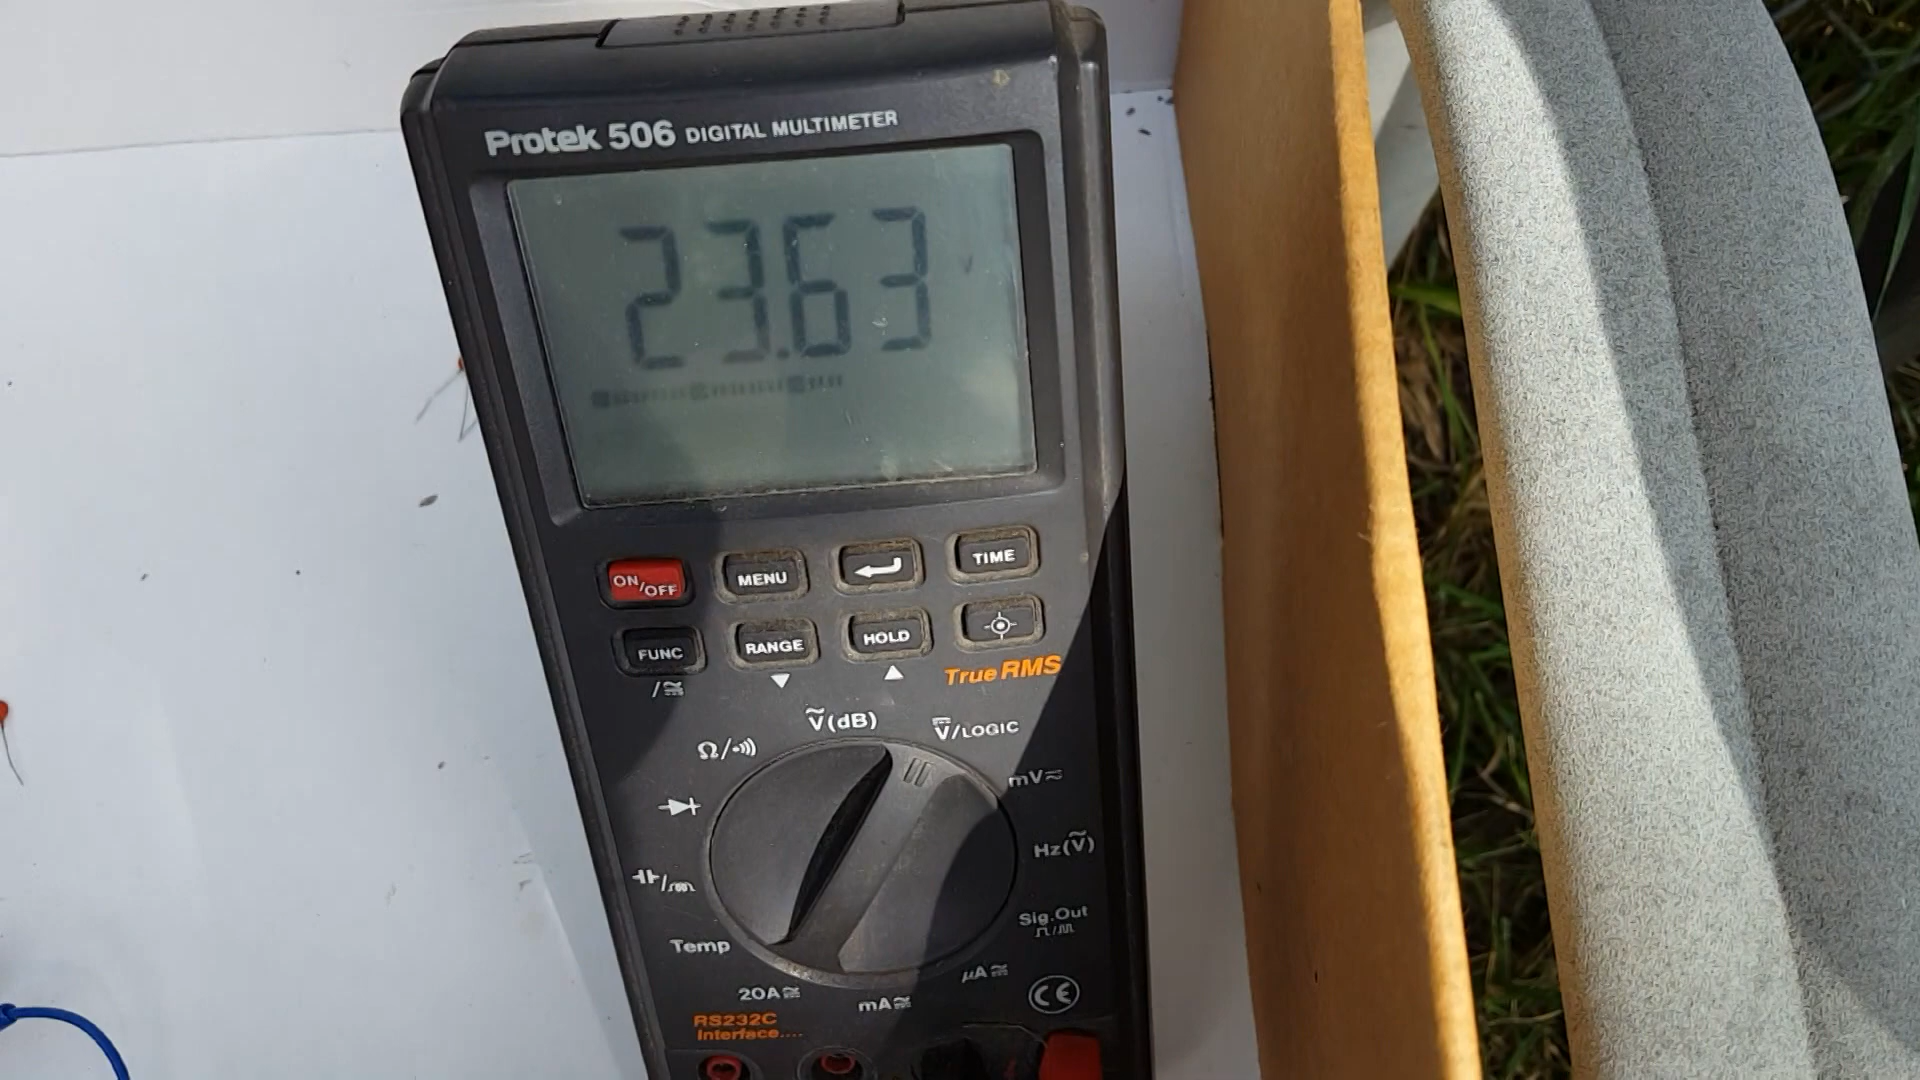 Protek 506 DIGITAL MULTIMETER
23.63 V
ON/OFF MENU TIME
FUNC RANGE HOLD
True RMS
Ṽ(dB)
Ω/ V/LOGIC
mV
Hz(Ṽ)
Sig.Out
Temp
µA
20A mA
CE
RS232C
Interface....